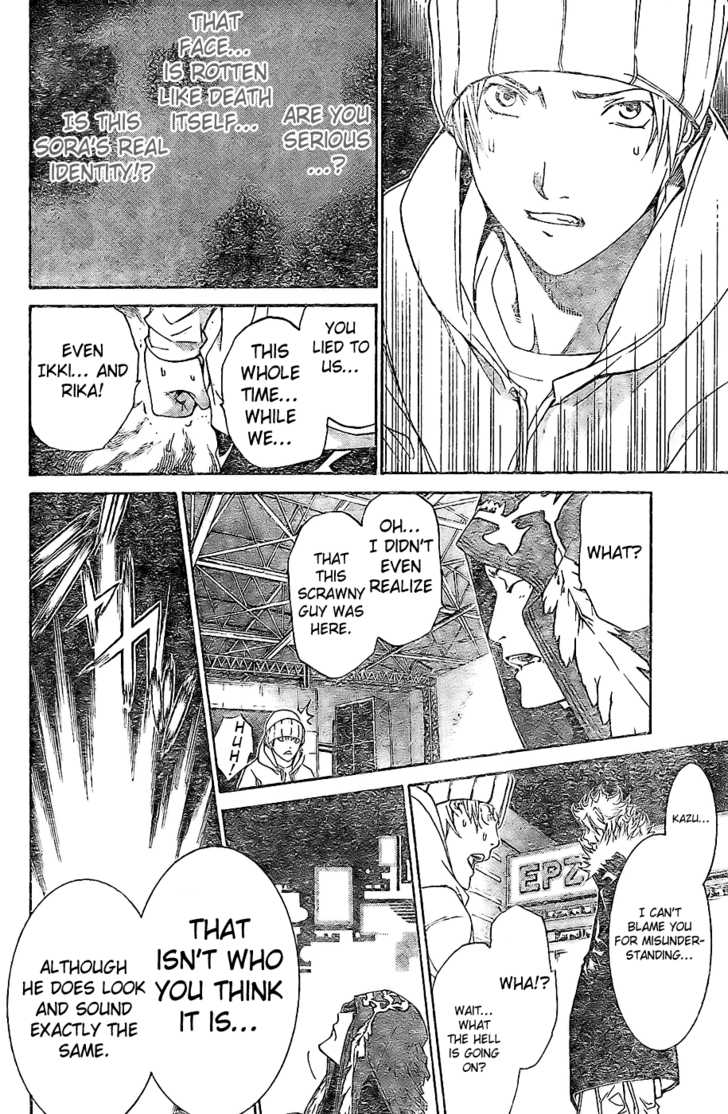 THAT
FACE...
IS ROTTEN
LIKE DEATH
ITSELF...
ARE YOU
SERIOUS
...?
IS THIS
SORA'S REAL
IDENTITY!?
YOU
LIED TO
US...
THIS
WHOLE
TIME...
WHILE
WE...
EVEN
IKKI... AND
RIKA!
WHAT?
OH...
I DIDN'T
EVEN
REALIZE
THAT
THIS
SCRAWNY
GUY WAS
HERE.
HUH!
KAZU...
I CAN'T
BLAME YOU
FOR MISUNDER-
STANDING...
EPZ
WHA!?
WAIT...
WHAT
THE HELL
IS GOING
ON?
THAT
ISN'T WHO
YOU THINK
IT IS...
ALTHOUGH
HE DOES LOOK
AND SOUND
EXACTLY THE
SAME.